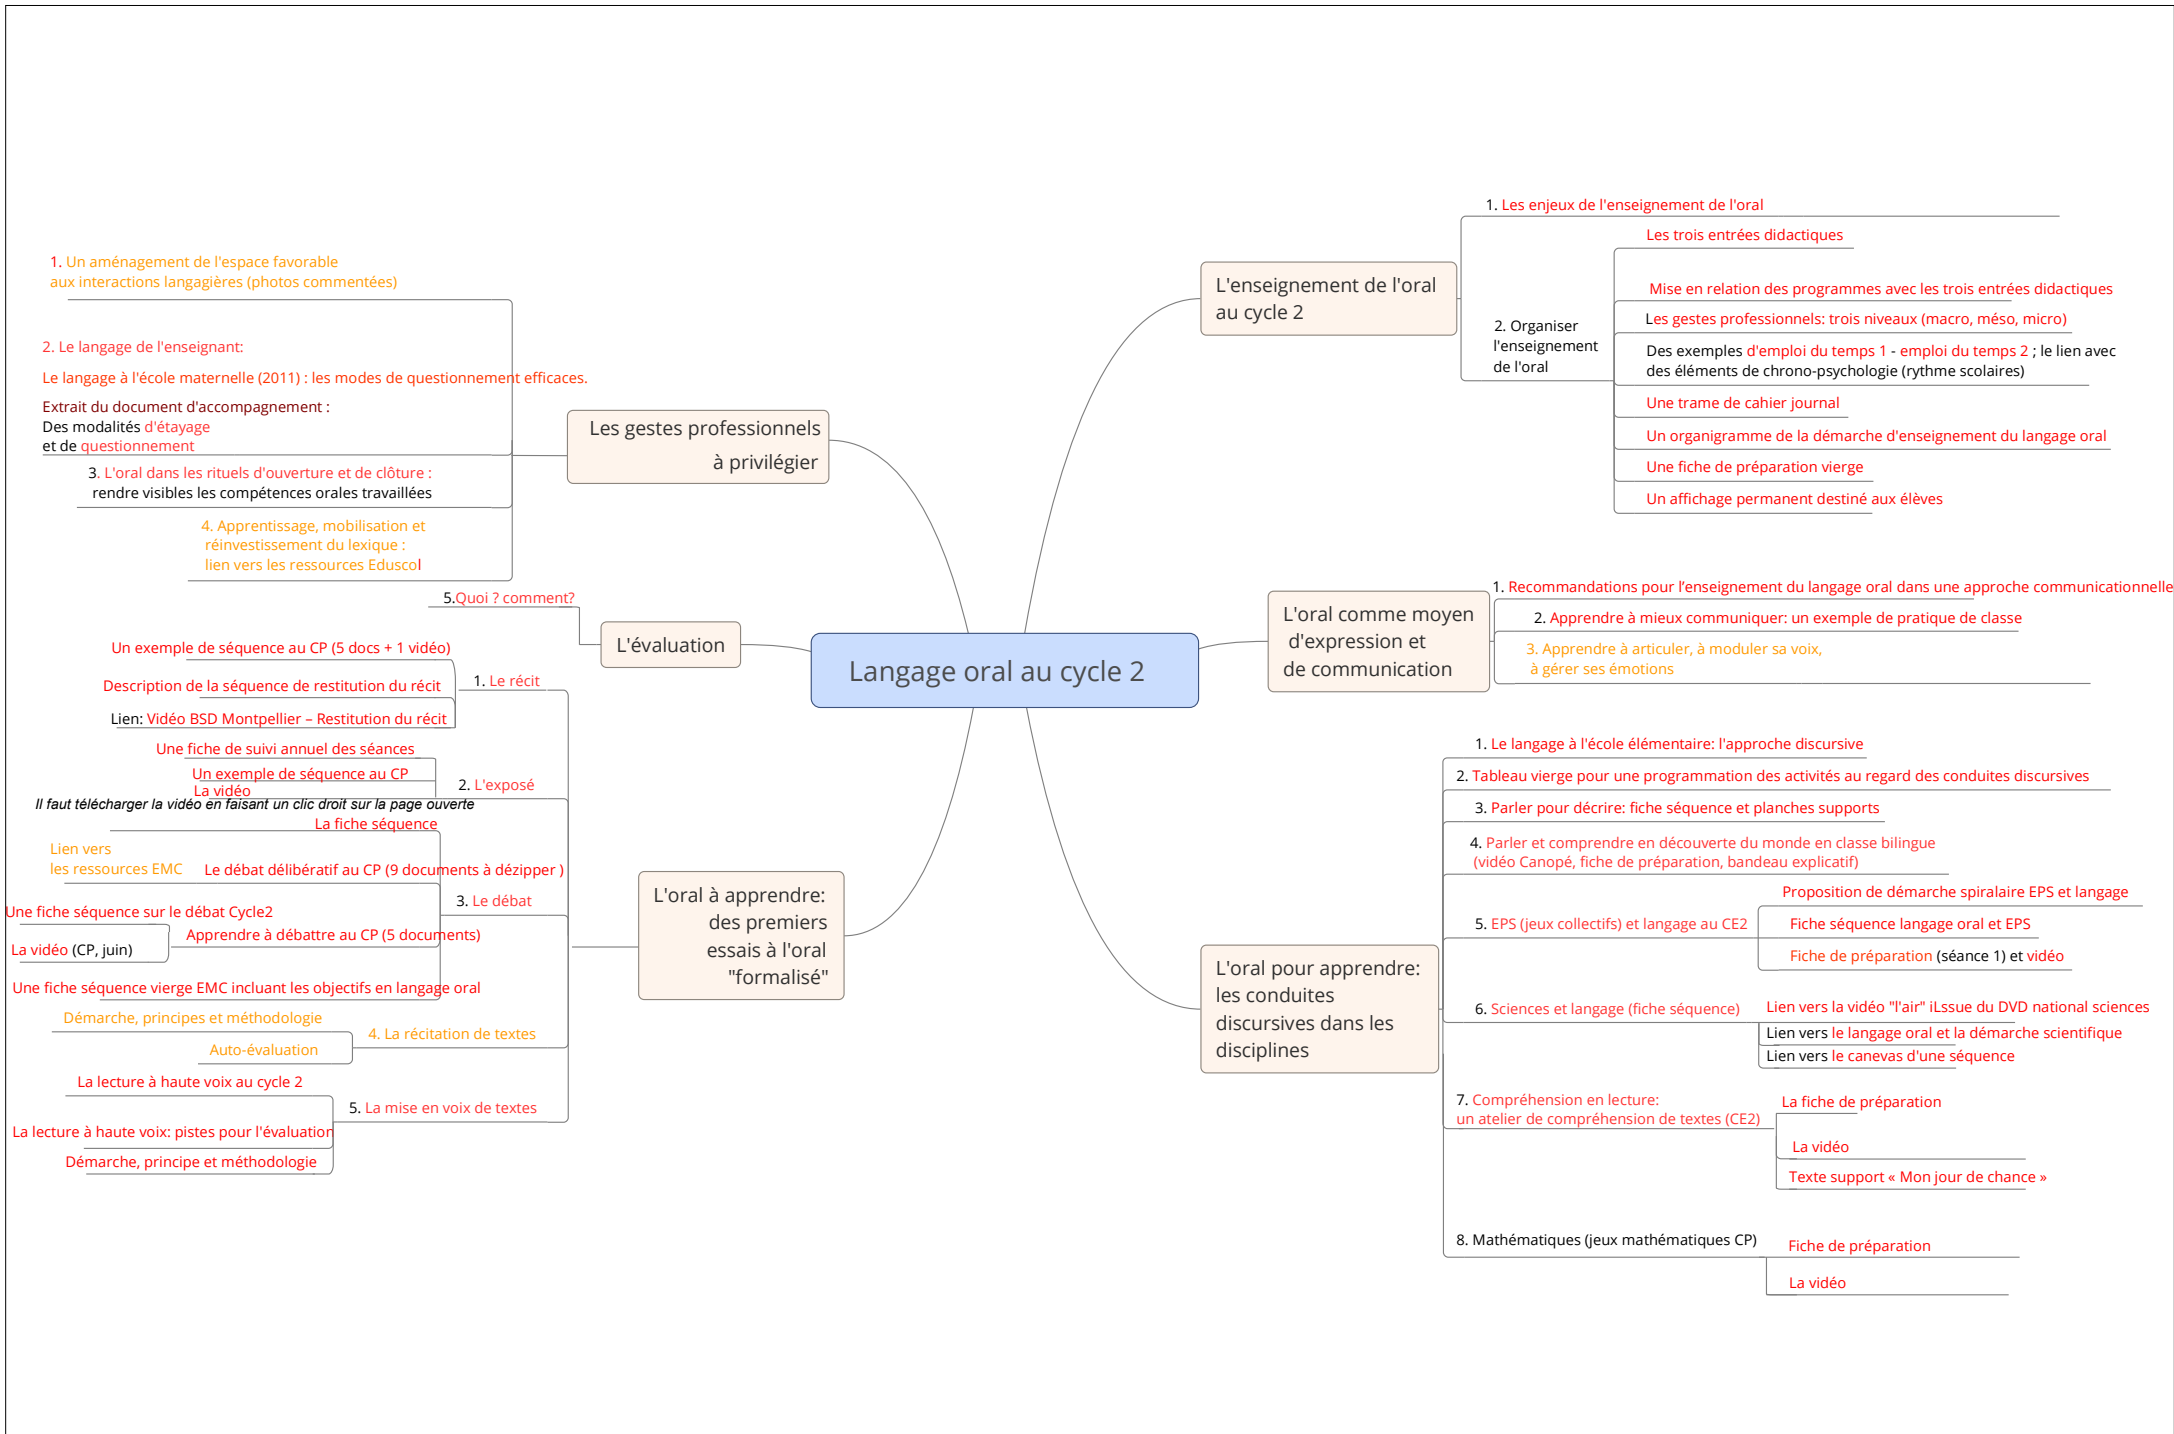 Langage oral au cycle 2
L'enseignement de l'oral
au cycle 2
1. Les enjeux de l'enseignement de l'oral
2. Organiser
l'enseignement
de l'oral
Les trois entrées didactiques
Mise en relation des programmes avec les trois entrées didactiques
Les gestes professionnels: trois niveaux (macro, méso, micro)
Des exemples d'emploi du temps 1 - emploi du temps 2 ; le lien avec
des éléments de chrono-psychologie (rythme scolaires)
Une trame de cahier journal
Un organigramme de la démarche d'enseignement du langage oral
Une fiche de préparation vierge
Un affichage permanent destiné aux élèves
L'oral comme moyen
d'expression et
de communication
1. Recommandations pour l’enseignement du langage oral dans une approche communicationnelle
2. Apprendre à mieux communiquer: un exemple de pratique de classe
3. Apprendre à articuler, à moduler sa voix,
à gérer ses émotions
L'oral pour apprendre:
les conduites
discursives dans les
disciplines
1. Le langage à l'école élémentaire: l'approche discursive
2. Tableau vierge pour une programmation des activités au regard des conduites discursives
3. Parler pour décrire: fiche séquence et planches supports
4. Parler et comprendre en découverte du monde en classe bilingue
(vidéo Canopé, fiche de préparation, bandeau explicatif)
5. EPS (jeux collectifs) et langage au CE2
Proposition de démarche spiralaire EPS et langage
Fiche séquence langage oral et EPS
Fiche de préparation (séance 1) et vidéo
6. Sciences et langage (fiche séquence)
Lien vers la vidéo "l'air" iLssue du DVD national sciences
Lien vers le langage oral et la démarche scientifique
Lien vers le canevas d'une séquence
7. Compréhension en lecture:
un atelier de compréhension de textes (CE2)
La fiche de préparation
La vidéo
Texte support « Mon jour de chance »
8. Mathématiques (jeux mathématiques CP)
Fiche de préparation
La vidéo
Les gestes professionnels
à privilégier
1. Un aménagement de l'espace favorable
aux interactions langagières (photos commentées)
2. Le langage de l'enseignant:
Le langage à l'école maternelle (2011) : les modes de questionnement efficaces.
Extrait du document d'accompagnement :
Des modalités d'étayage
et de questionnement
3. L'oral dans les rituels d'ouverture et de clôture :
rendre visibles les compétences orales travaillées
4. Apprentissage, mobilisation et
réinvestissement du lexique :
lien vers les ressources Eduscol
L'évaluation
5.Quoi ? comment?
L'oral à apprendre:
des premiers
essais à l'oral
"formalisé"
1. Le récit
Un exemple de séquence au CP (5 docs + 1 vidéo)
Description de la séquence de restitution du récit
Lien: Vidéo BSD Montpellier – Restitution du récit
2. L'exposé
Une fiche de suivi annuel des séances
Un exemple de séquence au CP
La vidéo
Il faut télécharger la vidéo en faisant un clic droit sur la page ouverte
3. Le débat
La fiche séquence
Lien vers
les ressources EMC
Le débat délibératif au CP (9 documents à dézipper )
Une fiche séquence sur le débat Cycle2
Apprendre à débattre au CP (5 documents)
La vidéo (CP, juin)
Une fiche séquence vierge EMC incluant les objectifs en langage oral
4. La récitation de textes
Démarche, principes et méthodologie
Auto-évaluation
5. La mise en voix de textes
La lecture à haute voix au cycle 2
La lecture à haute voix: pistes pour l'évaluation
Démarche, principe et méthodologie